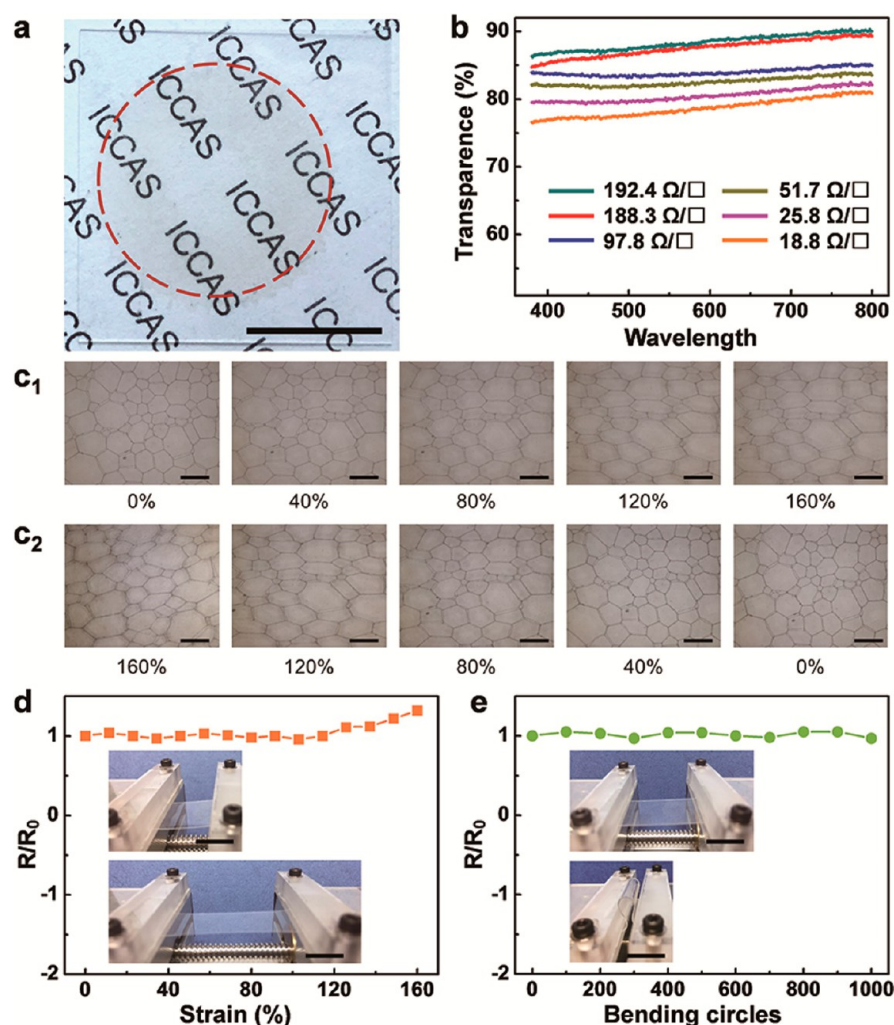 a
ICCAS
ICCAS
ICCAS
ICCAS
ICCAS
ICCAS
ICCAS
ICCAS
ICCAS
b
90
80
70
60
Transparence (%)
192.4 Ω/□
51.7 Ω/□
188.3 Ω/□
25.8 Ω/□
97.8 Ω/□
18.8 Ω/□
400 500 600 700 800
Wavelength
c1
0% 40% 80% 120% 160%
c2
160% 120% 80% 40% 0%
d
1
0
-1
-2
R/R0
0 40 80 120 160
Strain (%)
e
1
0
-1
-2
R/R0
0 200 400 600 800 1000
Bending circles